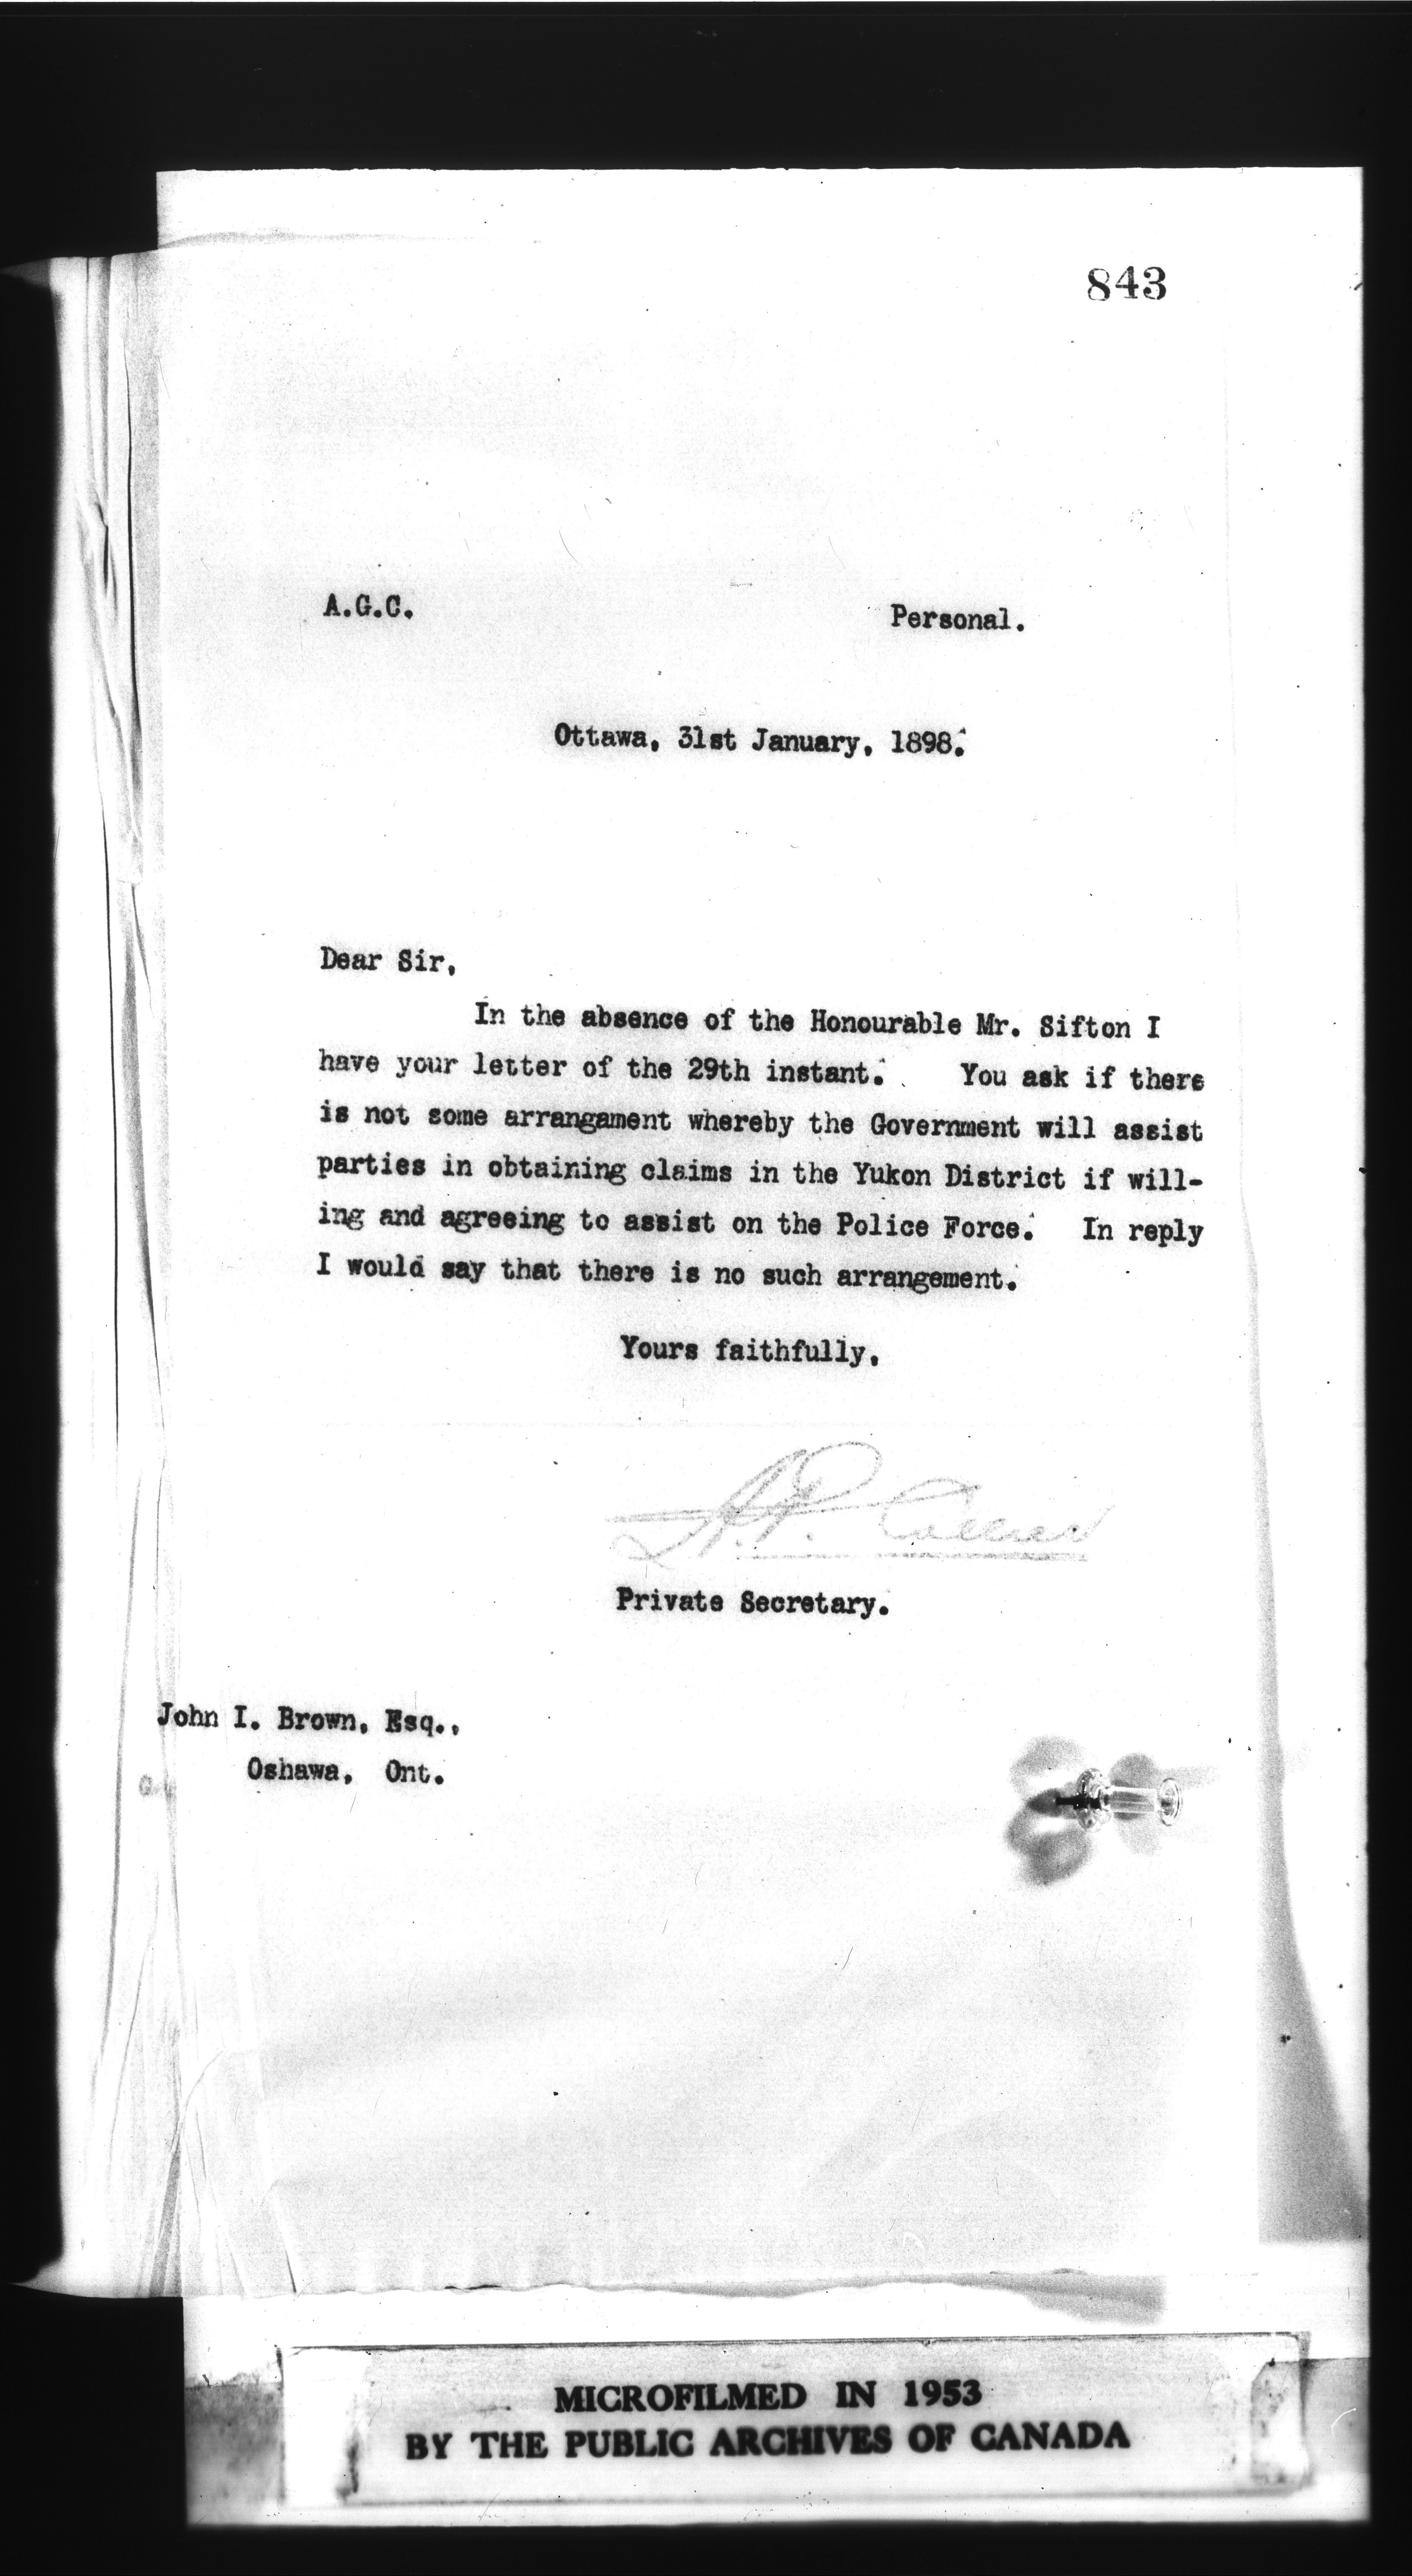 843
A.G.C. Personal.
Ottawa, 31st January, 1898.
Dear Sir,
In the absence of the Honourable Mr. Sifton I
have your letter of the 29th instant. You ask if there
is not some arrangament whereby the Government will assist
parties in obtaining claims in the Yukon District if will-
ing and agreeing to assist on the Police Force. In reply
I would say that there is no such arrangement.
Yours faithfully,
A.P. Collier
Private Secretary.
John I. Brown, Esq.,
Oshawa, Ont.
MICROFILMED IN 1953
BY THE PUBLIC ARCHIVES OF CANADA